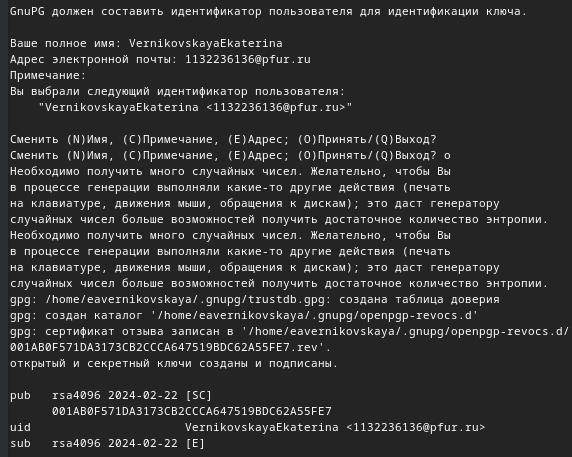 GnuPG должен составить идентификатор пользователя для идентификации ключа.
Ваше полное имя: VernikovskayaEkaterina
Адрес электронной почты: 1132236136@pfur.ru
Примечание:
Вы выбрали следующий идентификатор пользователя:
"VernikovskayaEkaterina <1132236136@pfur.ru>"
Сменить (N)Имя, (C)Примечание, (E)Адрес; (O)Принять/(Q)Выход?
Сменить (N)Имя, (C)Примечание, (E)Адрес; (O)Принять/(Q)Выход? o
Необходимо получить много случайных чисел. Желательно, чтобы Вы
в процессе генерации выполняли какие-то другие действия (печать
на клавиатуре, движения мыши, обращения к дискам); это даст генератору
случайных чисел больше возможностей получить достаточное количество энтропии.
Необходимо получить много случайных чисел. Желательно, чтобы Вы
в процессе генерации выполняли какие-то другие действия (печать
на клавиатуре, движения мыши, обращения к дискам); это даст генератору
случайных чисел больше возможностей получить достаточное количество энтропии.
gpg: /home/eavernikovskaya/.gnupg/trustdb.gpg: создана таблица доверия
gpg: создан каталог '/home/eavernikovskaya/.gnupg/openpgp-revocs.d'
gpg: сертификат отзыва записан в '/home/eavernikovskaya/.gnupg/openpgp-revocs.d/
001AB0F571DA3173CB2CCCA647519BDC62A55FE7.rev'.
открытый и секретный ключи созданы и подписаны.
pub   rsa4096 2024-02-22 [SC]
001AB0F571DA3173CB2CCCA647519BDC62A55FE7
uid                      VernikovskayaEkaterina <1132236136@pfur.ru>
sub   rsa4096 2024-02-22 [E]